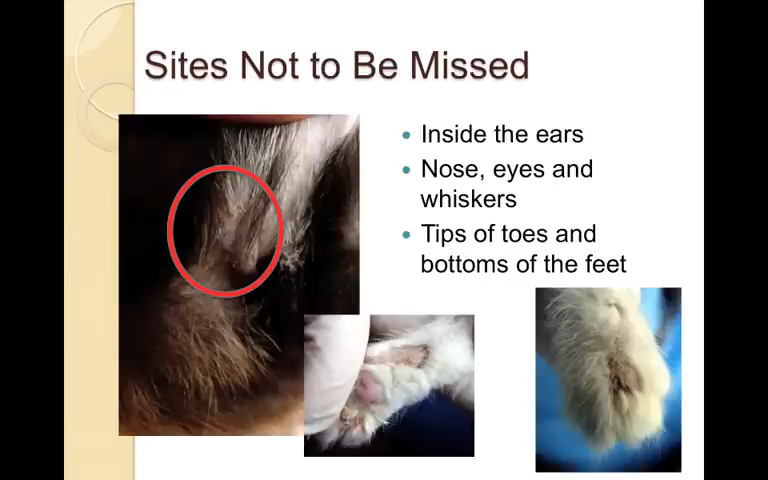 Sites Not to Be Missed
• Inside the ears
• Nose, eyes and
whiskers
• Tips of toes and
bottoms of the feet